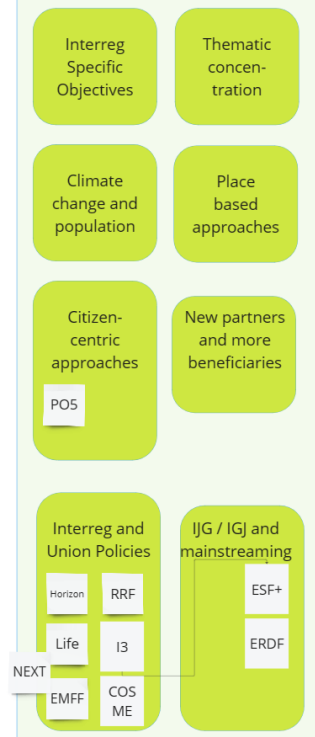 Interreg
Specific
Objectives
Thematic
concen-
tration
Climate
change and
population
Place
based
approaches
Citizen-
centric
approaches
PO5
New partners
and more
beneficiaries
Interreg and
Union Policies
Horizon
RRF
Life
I3
NEXT
EMFF
COS
ME
IJG / IGJ and
mainstreaming
ESF+
ERDF